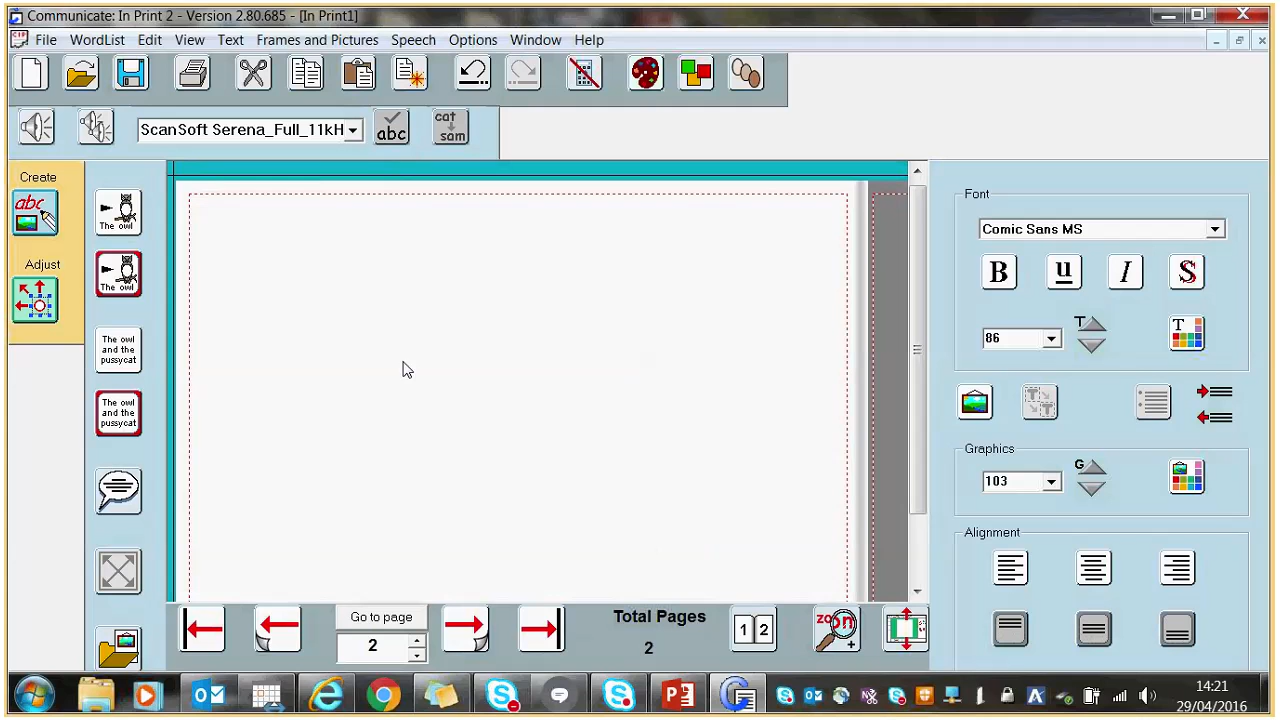 Communicate: In Print 2 - Version 2.80.685 - [In Print1]
File WordList Edit View Text Frames and Pictures Speech Options Window Help
ScanSoft Serena_Full_11kH
abc
cat
sam
Create
abc
Adjust
The owl
The owl
The owl
and the
pussycat
The owl
and the
pussycat
Font
Comic Sans MS
B u I S
86
T
T
Graphics
103
G
Alignment
Go to page
2
Total Pages
2
1 2
14:21
29/04/2016